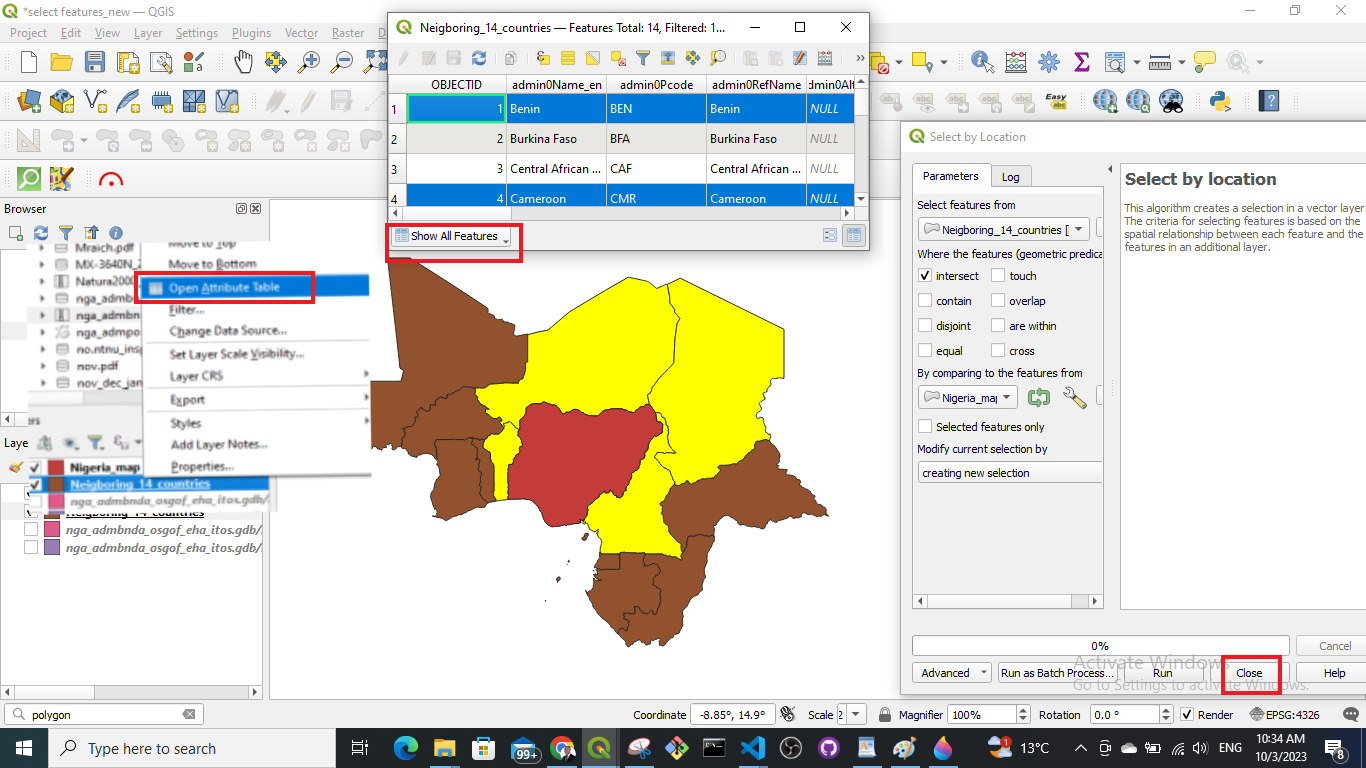 *select features_new — QGIS
Project Edit View Layer Settings Plugins Vector Raster
Neigboring_14_countries — Features Total: 14, Filtered: 1...
OBJECTID admin0Name_en admin0Pcode admin0RefName
1 1 Benin BEN Benin NULL
2 2 Burkina Faso BFA Burkina Faso NULL
3 3 Central African ... CAF Central African ... NULL
4 4 Cameroon CMR Cameroon NULL
Show All Features
Easy
Browser
Mraich.pdf
MX-3640N_2
Natura2000
nga_admb
nga_admbn
nga_admpo
no.ntnu_insp
nov.pdf
nov_dec_jan
Move to Top
Move to Bottom
Open Attribute Table
Filter...
Change Data Source...
Set Layer Scale Visibility...
Layer CRS
Export
Styles
Add Layer Notes...
Properties...
Laye
Nigeria_map
Neigboring_14_countries
nga_admbnda_osgof_eha_itos.gdb/
Neigboring_14_countries
nga_admbnda_osgof_eha_itos.gdb/
nga_admbnda_osgof_eha_itos.gdb/
Select by Location
Parameters Log
Select features from
Neigboring_14_countries [
Where the features (geometric predica
intersect touch
contain overlap
disjoint are within
equal cross
By comparing to the features from
Nigeria_map
Selected features only
Modify current selection by
creating new selection
Select by location
This algorithm creates a selection in a vector layer
The criteria for selecting features is based on the
spatial relationship between each feature and the
features in an additional layer.
0%
Cancel
Advanced Run as Batch Process... Run Close Help
Activate Windows
Go to Settings to activate Windows.
polygon
Coordinate -8.85°, 14.9° Scale 2 Magnifier 100% Rotation 0.0 ° Render EPSG:4326
Type here to search
99+
13°C
ENG
10:34 AM
10/3/2023
8